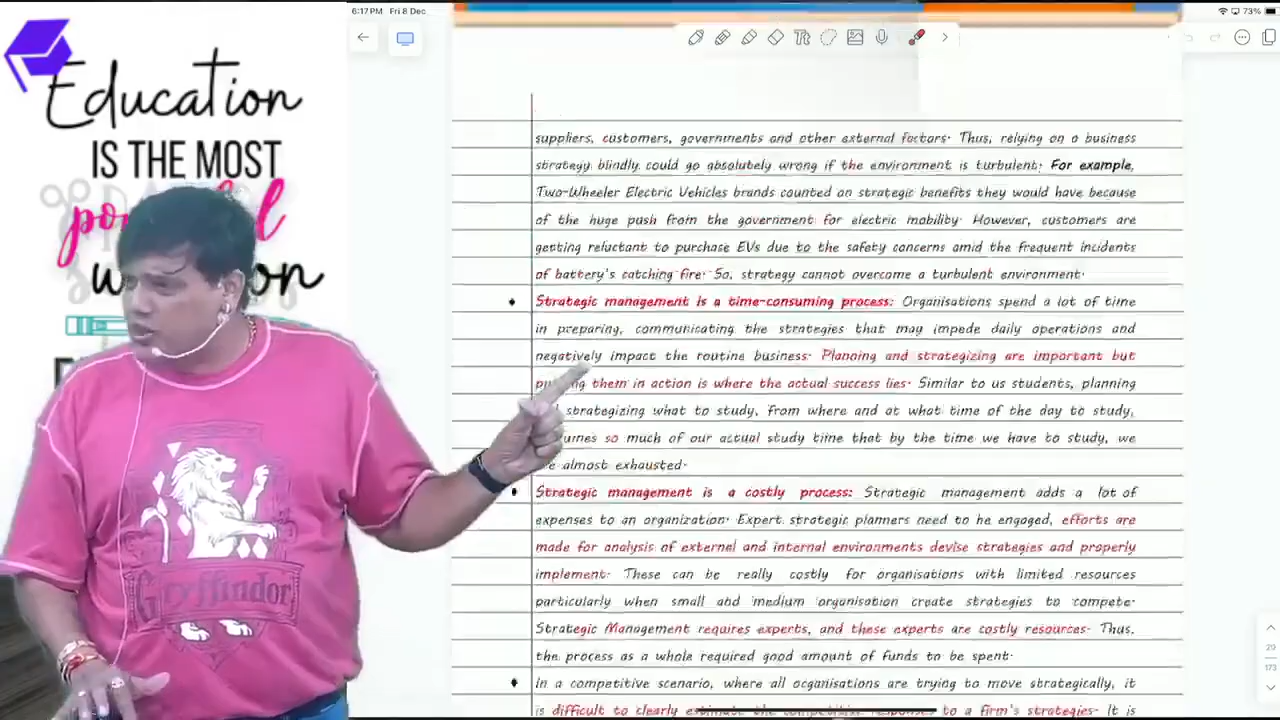 6:17 PM Fri 8 Dec
73%
Education
IS THE MOST
w on
Tt
suppliers, customers, governments and other external factors. Thus, relying on a business
strategy blindly could go absolutely wrong if the environment is turbulent. For example,
Two-Wheeler Electric Vehicles brands counted on strategic benefits they would have because
of the huge push from the government for electric mobility. However, customers are
getting reluctant to purchase EVs due to the safety concerns amid the frequent incidents
of battery's catching fire. So, strategy cannot overcome a turbulent environment.
♦ Strategic management is a time-consuming process: Organisations spend a lot of time
in preparing, communicating the strategies that may impede daily operations and
negatively impact the routine business. Planning and strategizing are important but
them in action is where the actual success lies. Similar to us students, planning
strategizing what to study, from where and at what time of the day to study,
so much of our actual study time that by the time we have to study, we
almost exhausted.
♦ Strategic management is a costly process: Strategic management adds a lot of
expenses to an organization. Expert strategic planners need to be engaged, efforts are
made for analysis of external and internal environments devise strategies and properly
implement. These can be really costly for organisations with limited resources
particularly when small and medium organisation create strategies to compete.
Strategic Management requires experts, and these experts are costly resources. Thus,
the process as a whole required good amount of funds to be spent.
♦ In a competitive scenario, where all organisations are trying to move strategically, it
is difficult to clearly estimate the competitive responses to a firm's strategies. It is
Gryffindor
29
173